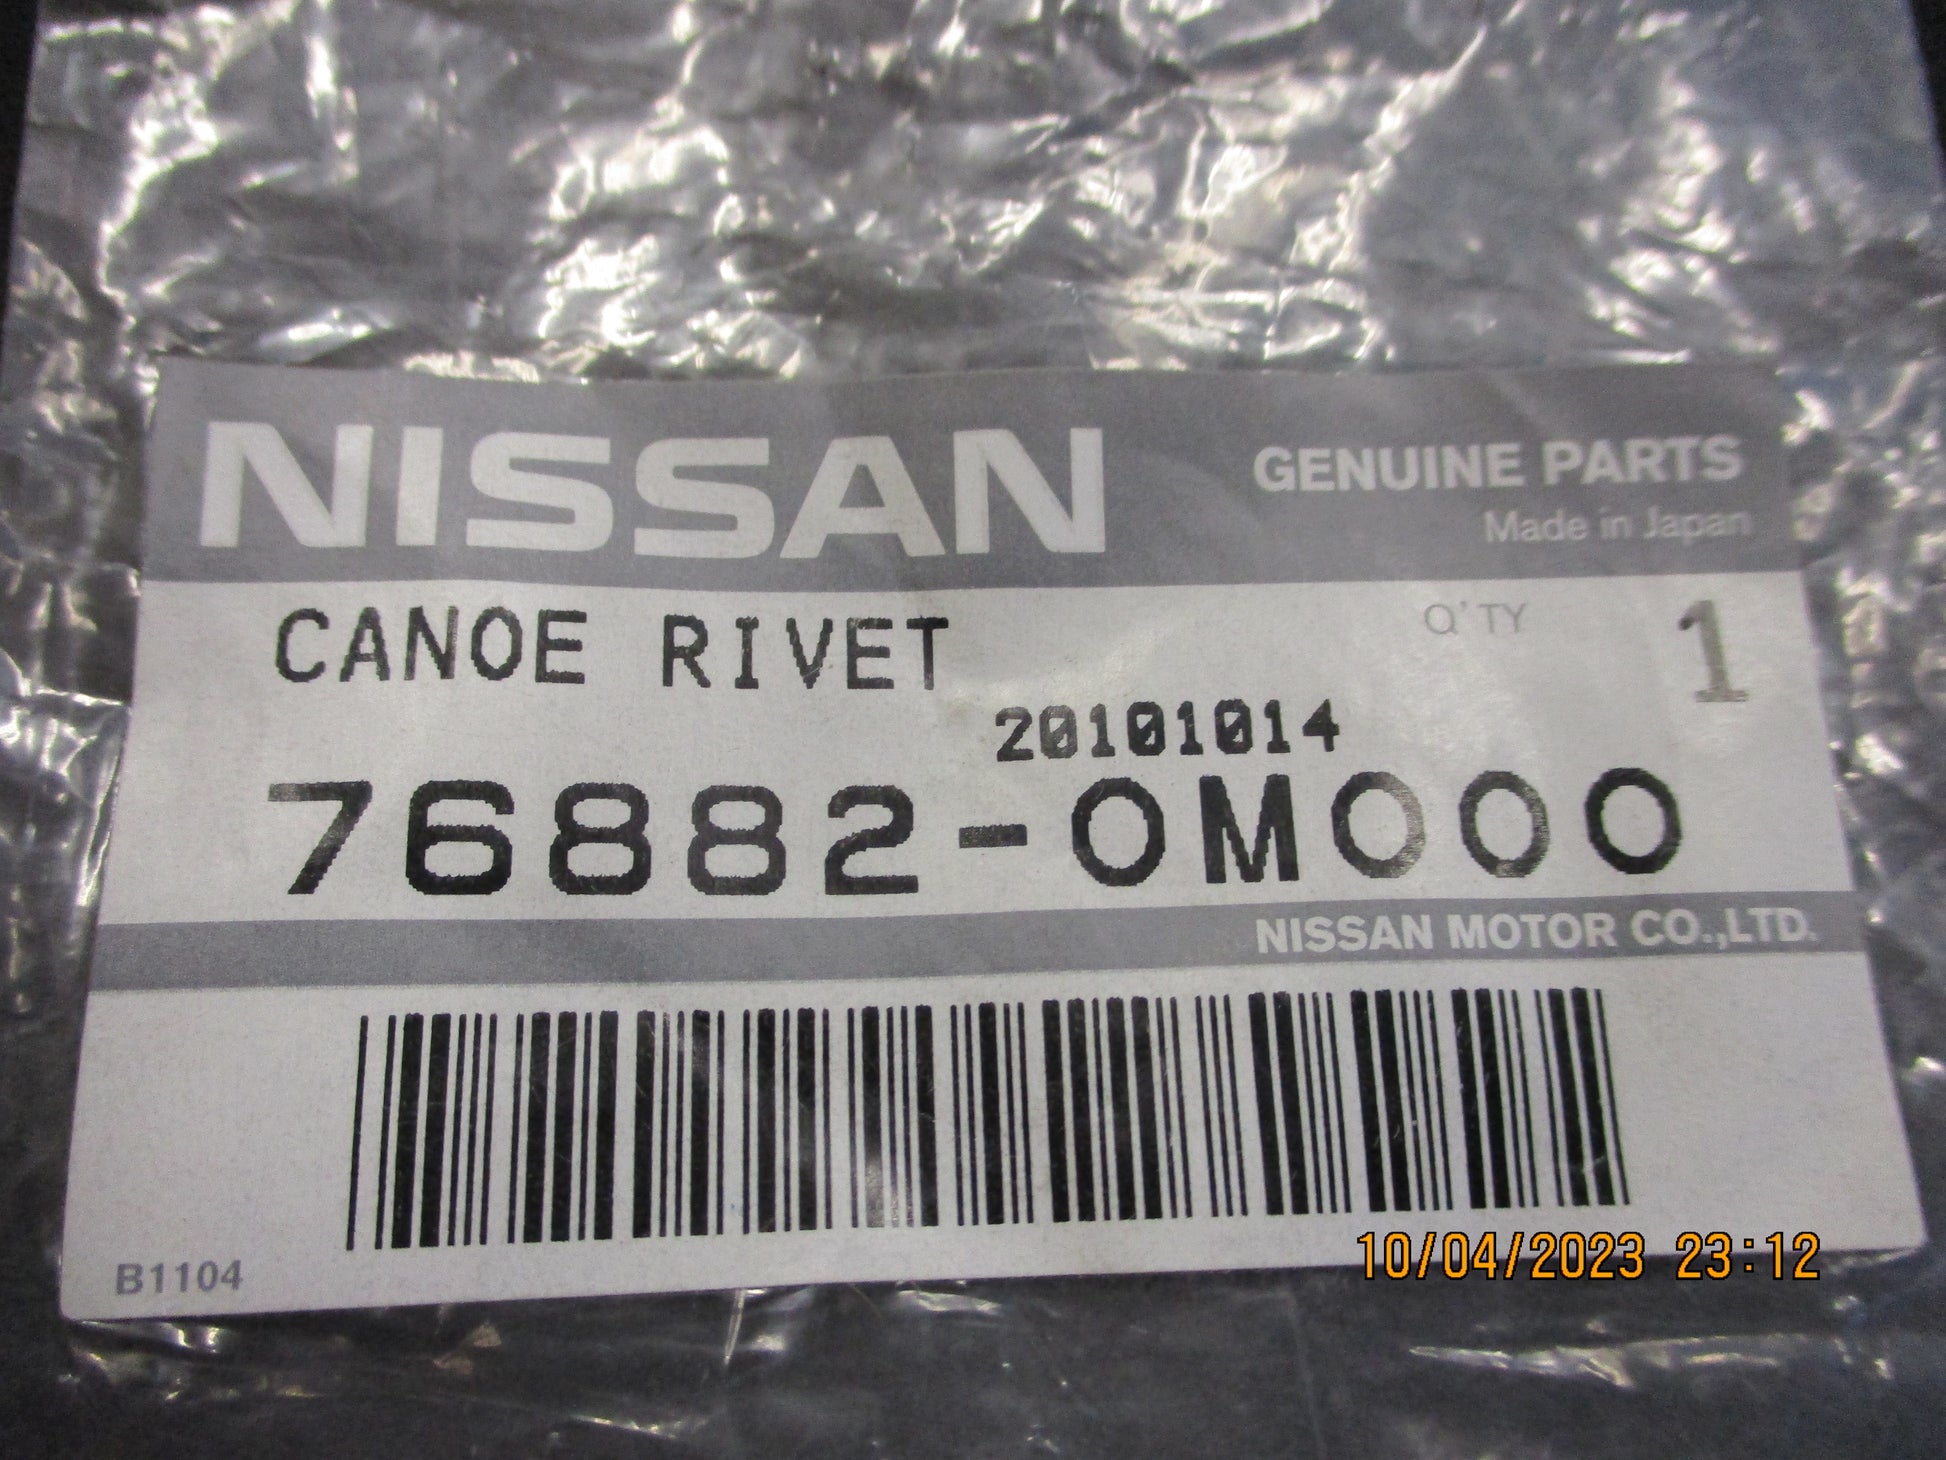 NISSAN
GENUINE PARTS
Made in Japan
CANOE RIVET
Q'TY 1
20101014
76882-0M000
NISSAN MOTOR CO.,LTD.
B1104
10/04/2023 23:12